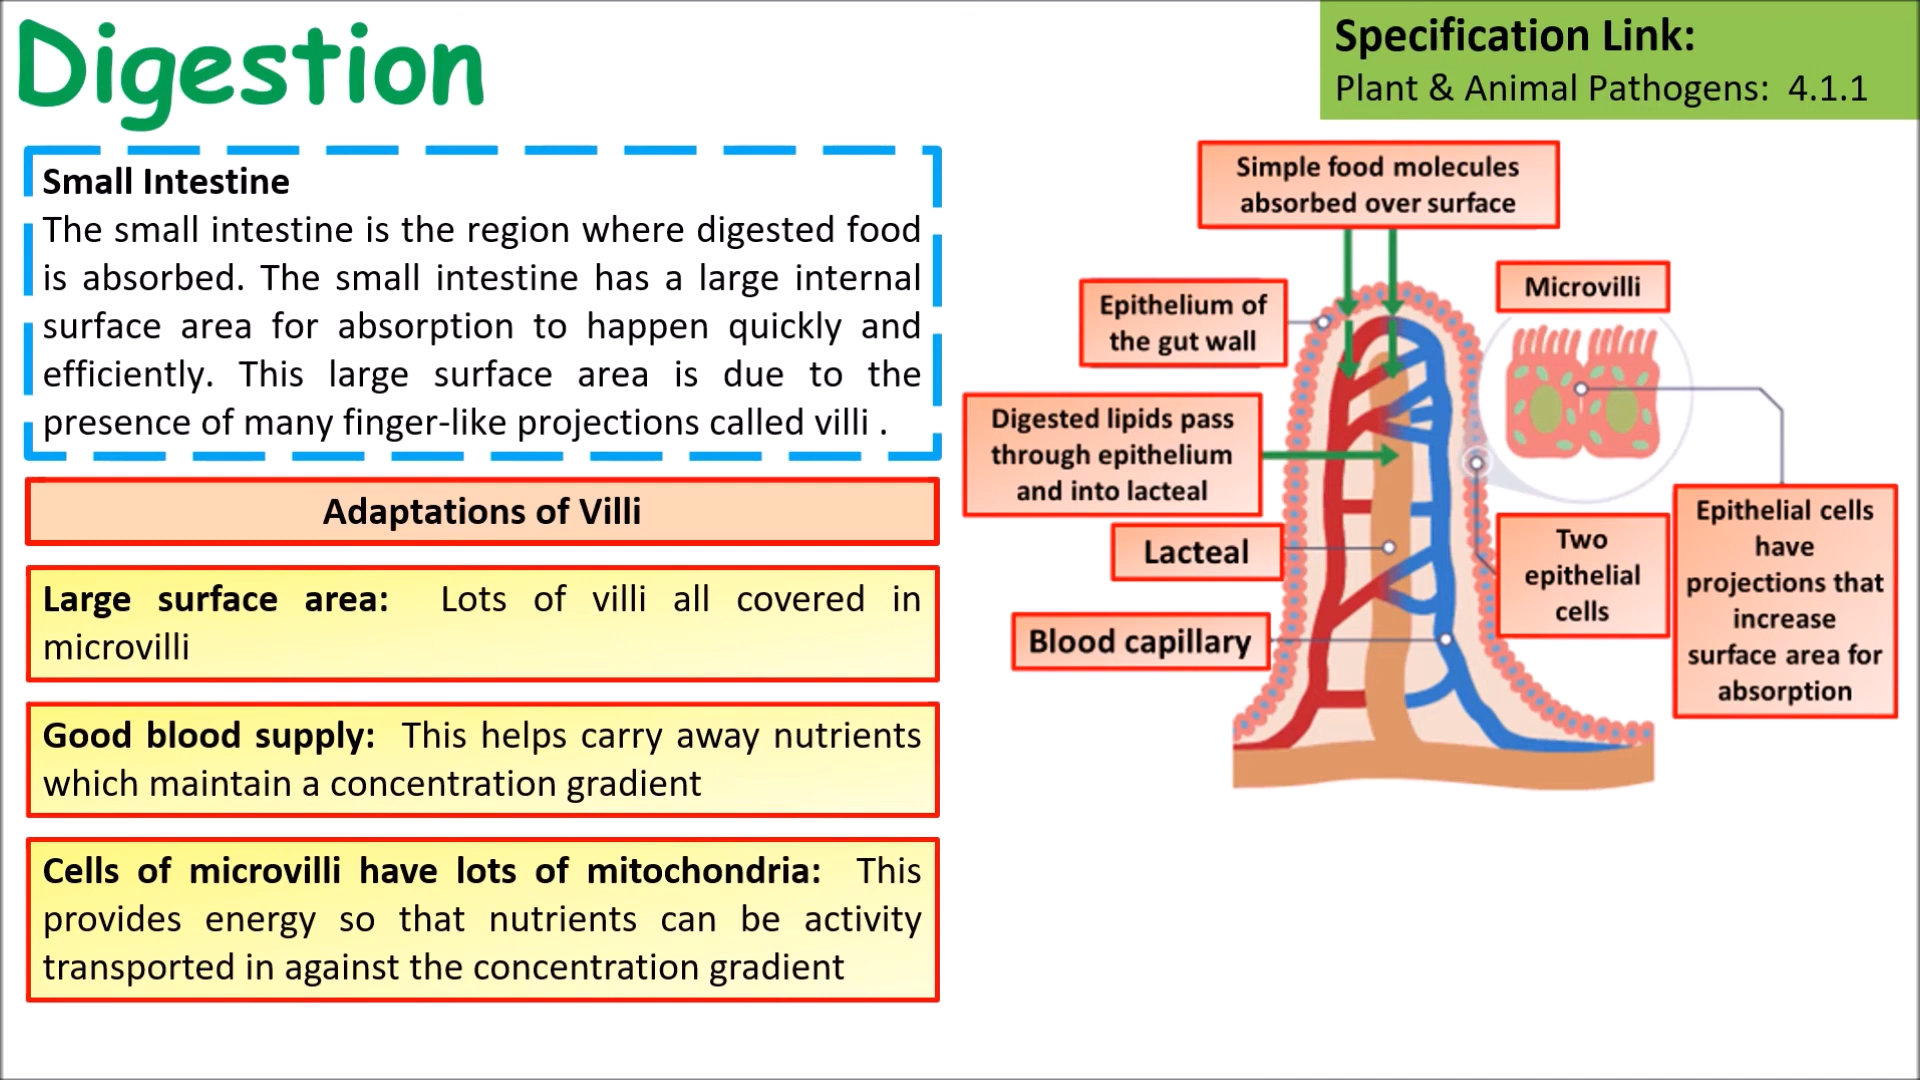 Digestion
Specification Link:
Plant & Animal Pathogens: 4.1.1
Small Intestine
The small intestine is the region where digested food
is absorbed. The small intestine has a large internal
surface area for absorption to happen quickly and
efficiently. This large surface area is due to the
presence of many finger-like projections called villi .
Adaptations of Villi
Large surface area: Lots of villi all covered in
microvilli
Good blood supply: This helps carry away nutrients
which maintain a concentration gradient
Cells of microvilli have lots of mitochondria: This
provides energy so that nutrients can be activity
transported in against the concentration gradient
Simple food molecules
absorbed over surface
Epithelium of
the gut wall
Microvilli
Digested lipids pass
through epithelium
and into lacteal
Lacteal
Blood capillary
Two
epithelial
cells
Epithelial cells
have
projections that
increase
surface area for
absorption